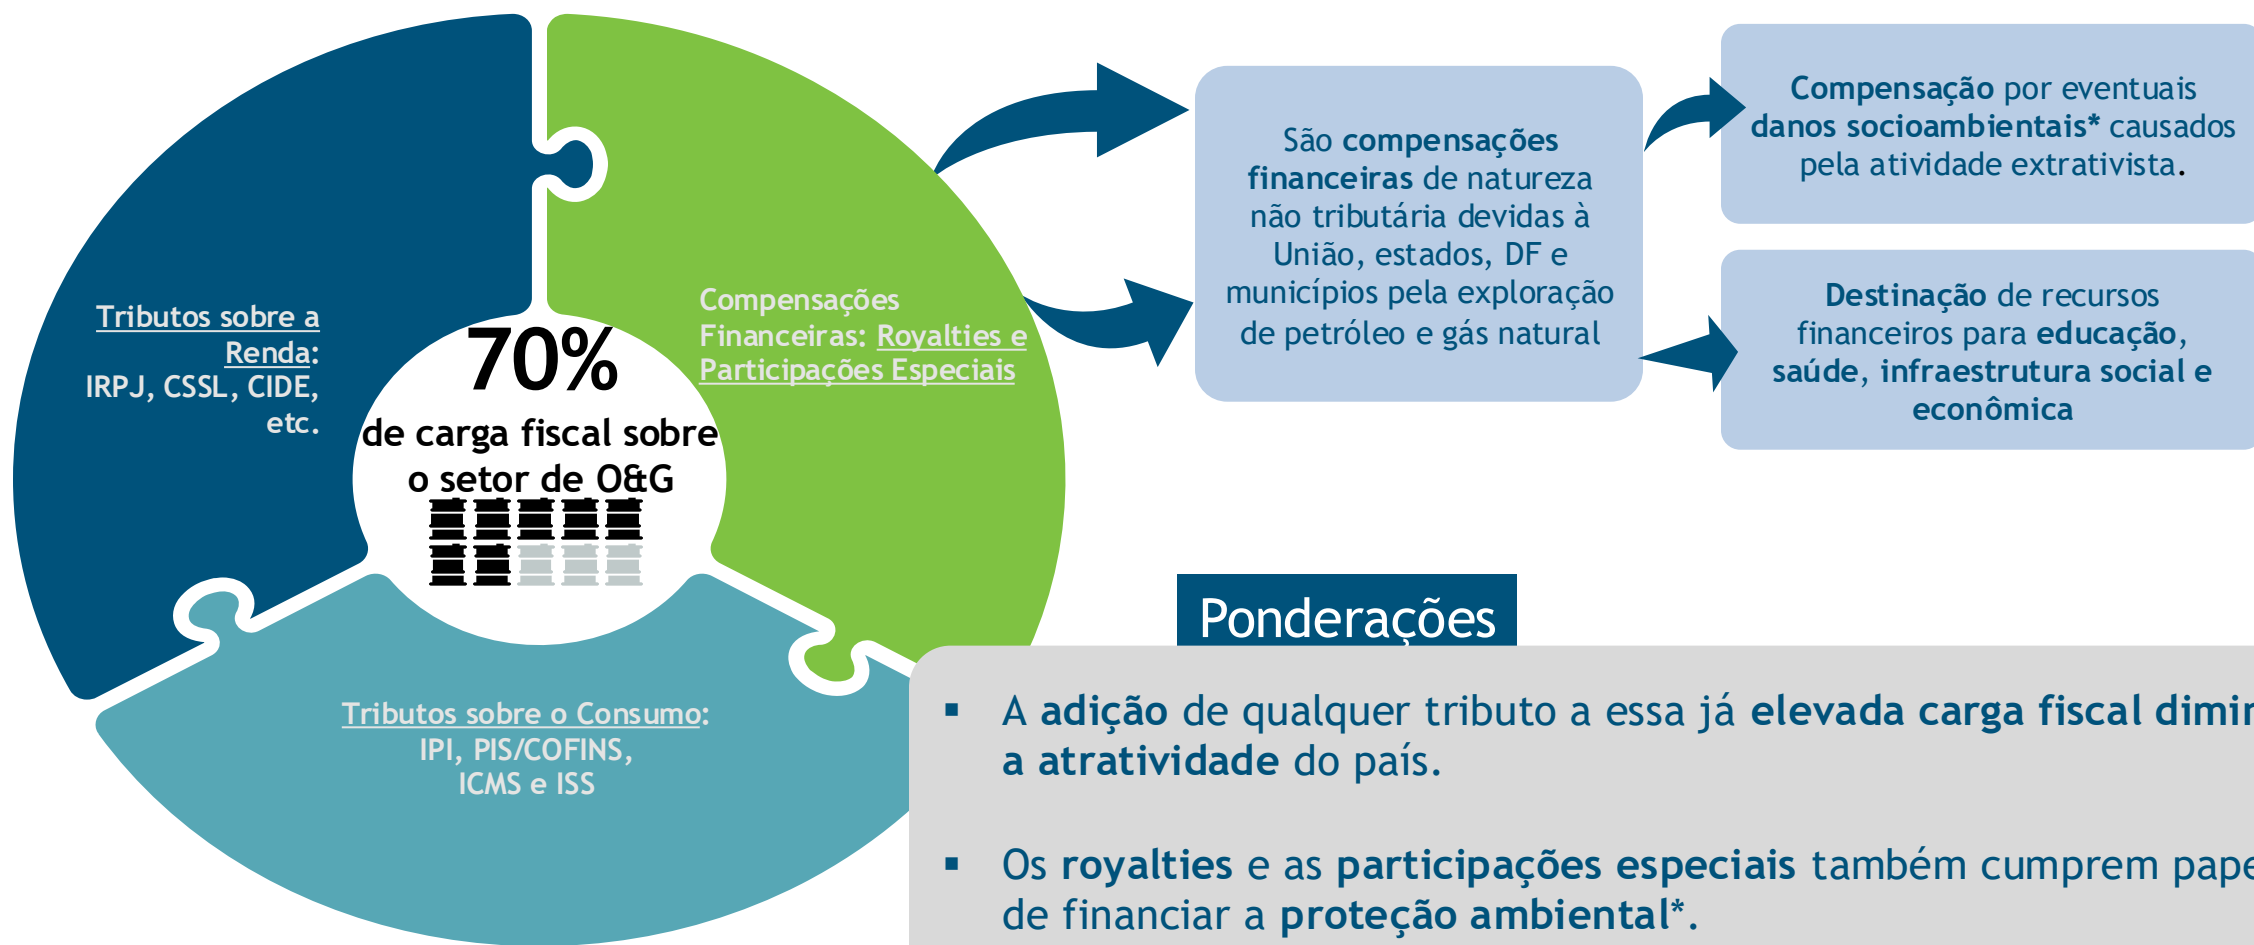 Tributos sobre a
Renda:
IRPJ, CSSL, CIDE,
etc.
70%
de carga fiscal sobre
o setor de O&G
Compensações
Financeiras: Royalties e
Participações Especiais
Tributos sobre o Consumo:
IPI, PIS/COFINS,
ICMS e ISS
São compensações
financeiras de natureza
não tributária devidas à
União, estados, DF e
municípios pela exploração
de petróleo e gás natural
Compensação por eventuais
danos socioambientais* causados
pela atividade extrativista.
Destinação de recursos
financeiros para educação,
saúde, infraestrutura social e
econômica
Ponderações
▪ A adição de qualquer tributo a essa já elevada carga fiscal
a atratividade do país.
▪ Os royalties e as participações especiais também cumprem
de financiar a proteção ambiental*.